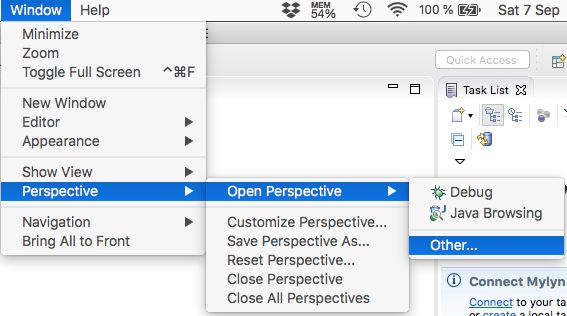 Window Help MEM 54% 100 % Sat 7 Sep
Minimize
Zoom
Toggle Full Screen ^⌘F
Quick Access
New Window
Editor
Appearance
Task List
Show View
Perspective
Open Perspective
Debug
Java Browsing
Navigation
Bring All to Front
Customize Perspective...
Save Perspective As...
Reset Perspective...
Close Perspective
Close All Perspectives
Other...
Connect Mylyn
Connect to your ta
or create a local ta